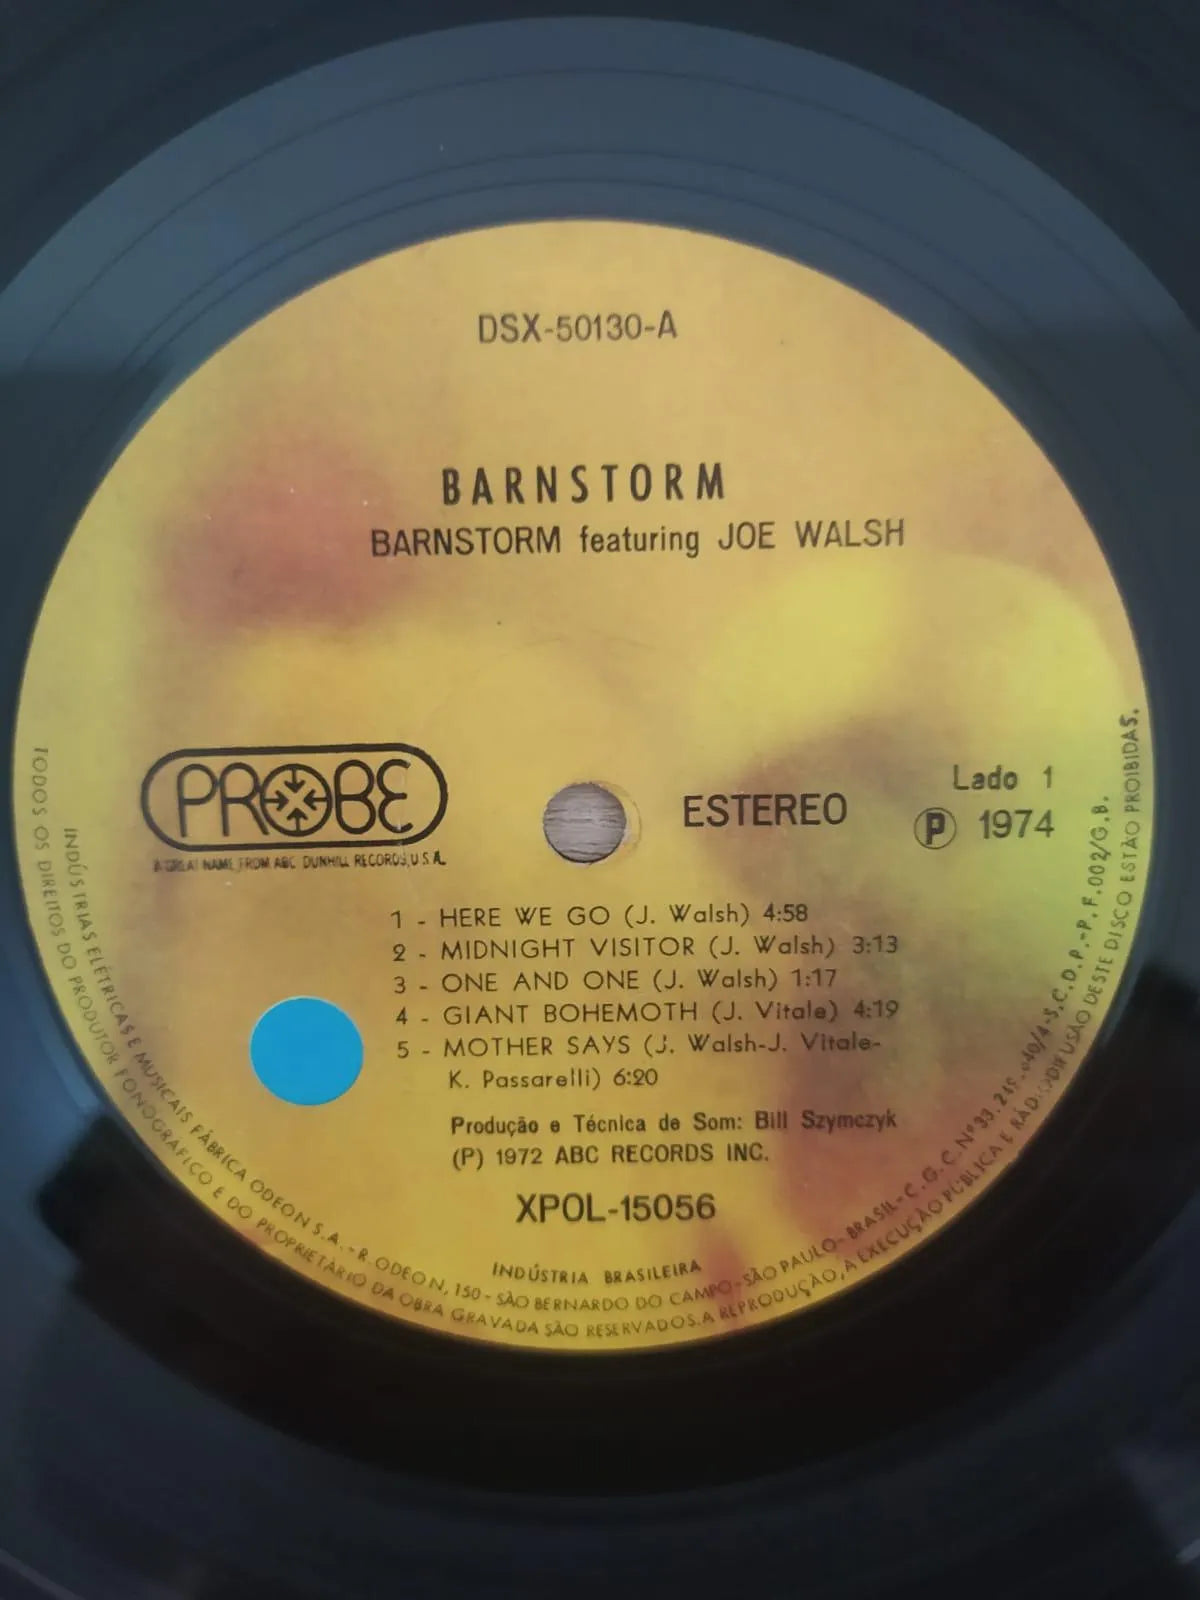 DSX-50130-A
BARNSTORM
BARNSTORM featuring JOE WALSH
PROBE
A GREAT NAME FROM ABC DUNHILL RECORDS, U.S.A.
ESTEREO
Lado 1
Ⓟ 1974
1 - HERE WE GO (J. Walsh) 4:58
2 - MIDNIGHT VISITOR (J. Walsh) 3:13
3 - ONE AND ONE (J. Walsh) 1:17
4 - GIANT BOHEMOTH (J. Vitale) 4:19
5 - MOTHER SAYS (J. Walsh-J. Vitale-
K. Passarelli) 6:20
Produção e Técnica de Som: Bill Szymczyk
(P) 1972 ABC RECORDS INC.
XPOL-15056
INDÚSTRIA BRASILEIRA
INDÚSTRIAS ELÉTRICAS E MUSICAIS FÁBRICA ODEON S.A. - R. ODEON, 150 - SÃO BERNARDO DO CAMPO - SÃO PAULO - BRASIL - C.G.C. Nº 33.245.040/4-S.C.D.P.-P.F.002/G.B.
TODOS OS DIREITOS DO PRODUTOR FONOGRÁFICO E DO PROPRIETÁRIO DA OBRA GRAVADA SÃO RESERVADOS. A REPRODUÇÃO, A EXECUÇÃO PÚBLICA E RÁDIODIFUSÃO DESTE DISCO ESTÃO PROIBIDAS.